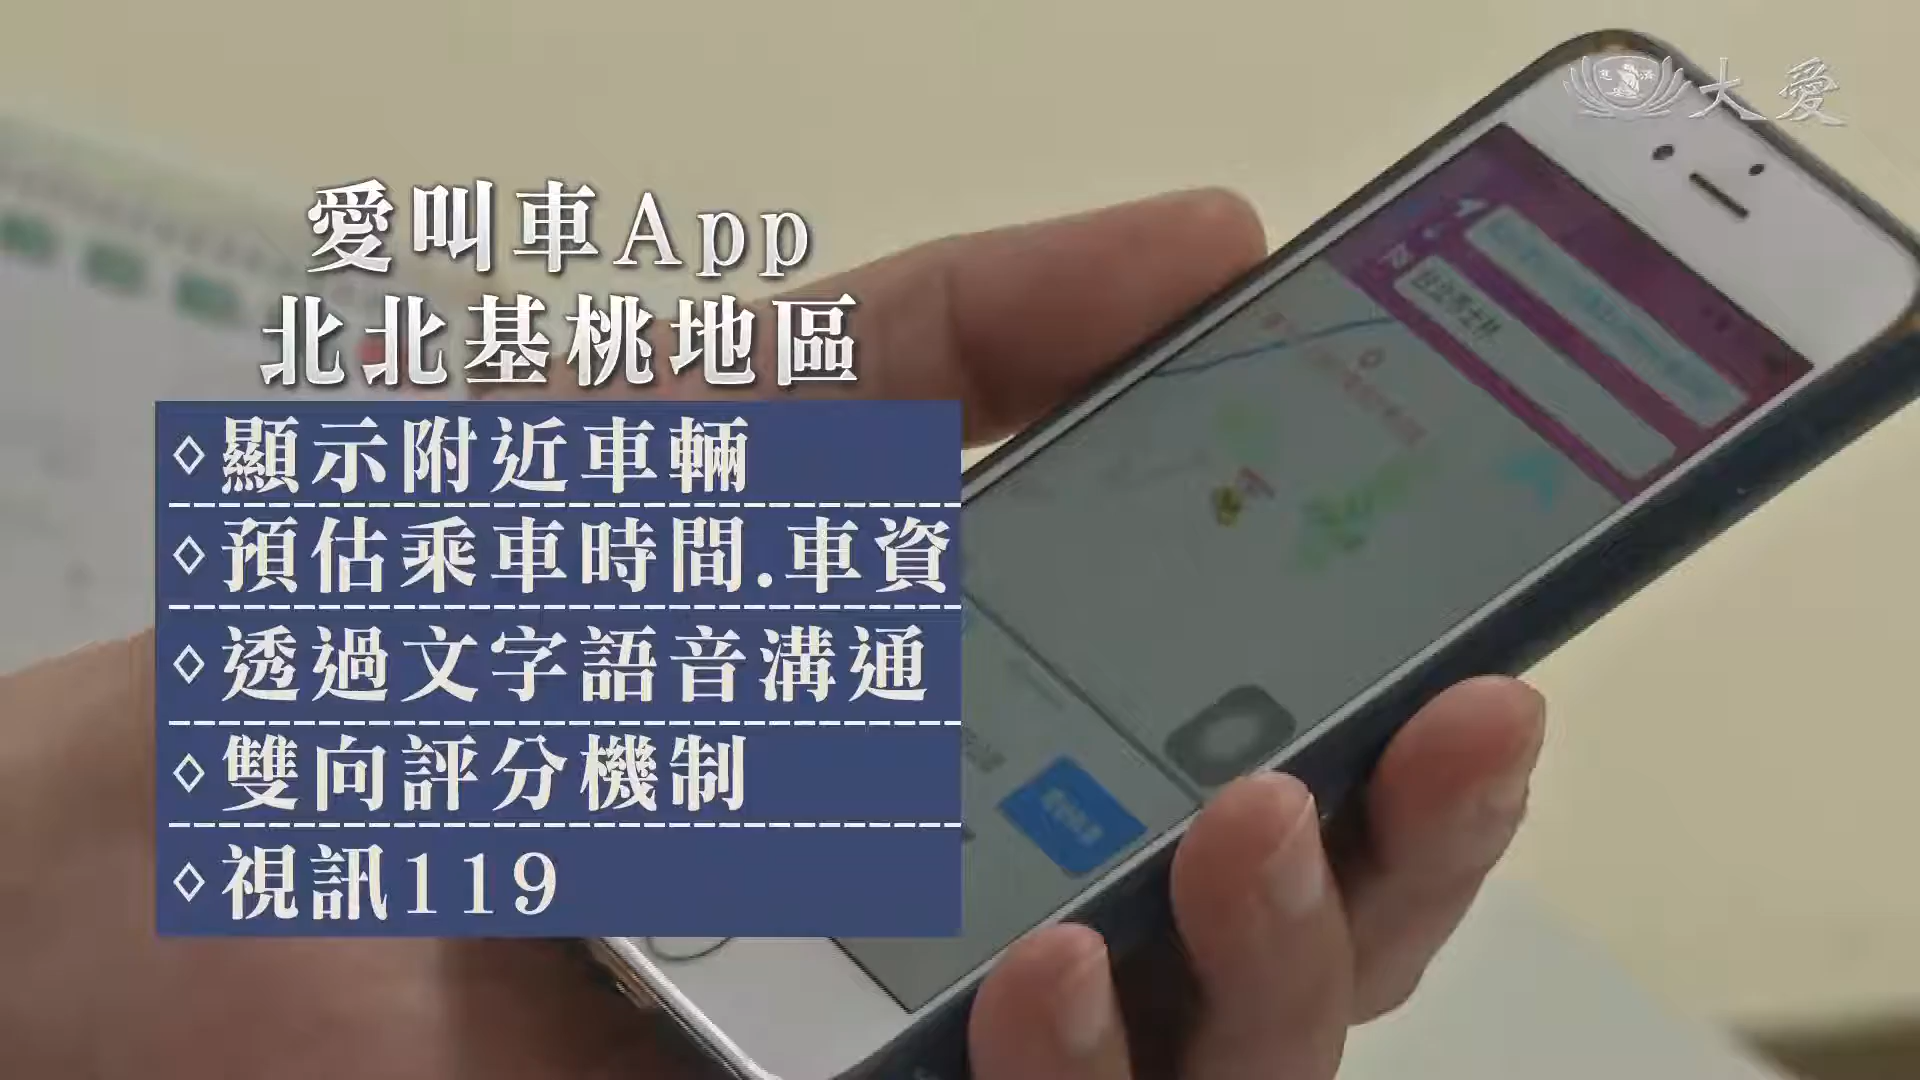 大愛
愛叫車App
北北基桃地區
◇顯示附近車輛
◇預估乘車時間.車資
◇透過文字語音溝通
◇雙向評分機制
◇視訊119